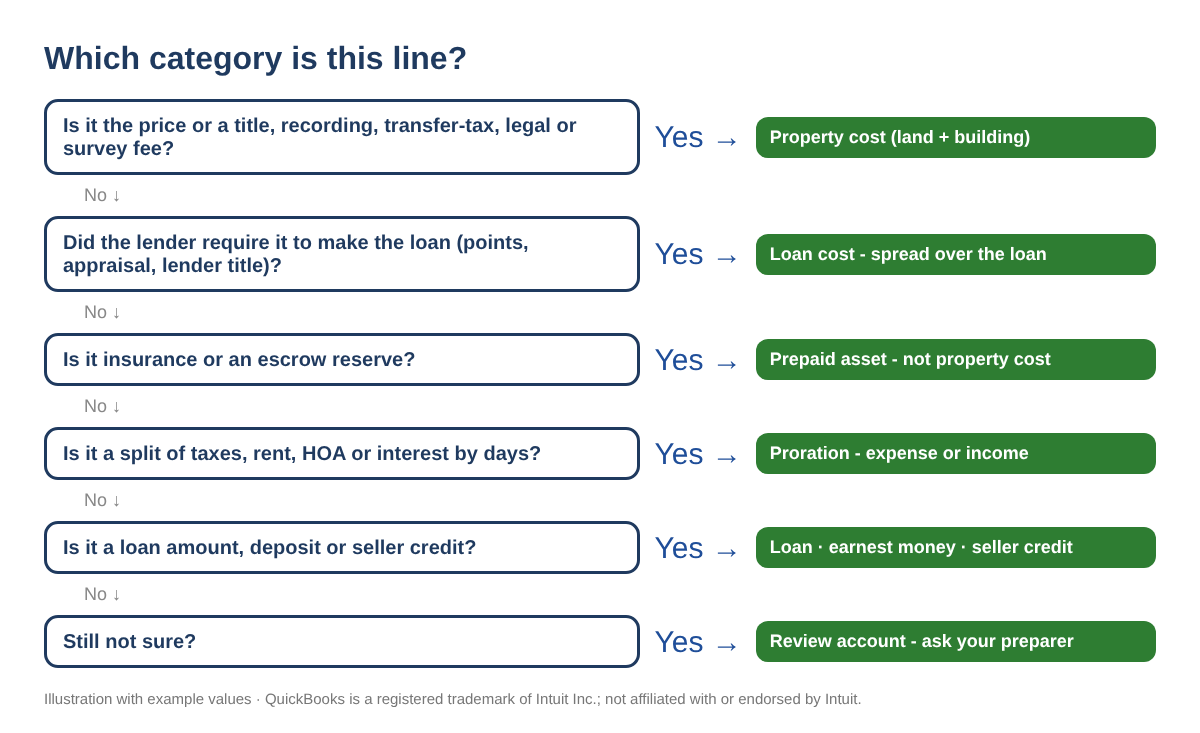 Which category is this line?
Is it the price or a title, recording, transfer-tax, legal or
survey fee?
Yes →
Property cost (land + building)
No ↓
Did the lender require it to make the loan (points,
appraisal, lender title)?
Yes →
Loan cost - spread over the loan
No ↓
Is it insurance or an escrow reserve?
Yes →
Prepaid asset - not property cost
No ↓
Is it a split of taxes, rent, HOA or interest by days?
Yes →
Proration - expense or income
No ↓
Is it a loan amount, deposit or seller credit?
Yes →
Loan · earnest money · seller credit
No ↓
Still not sure?
Yes →
Review account - ask your preparer
Illustration with example values · QuickBooks is a registered trademark of Intuit Inc.; not affiliated with or endorsed by Intuit.